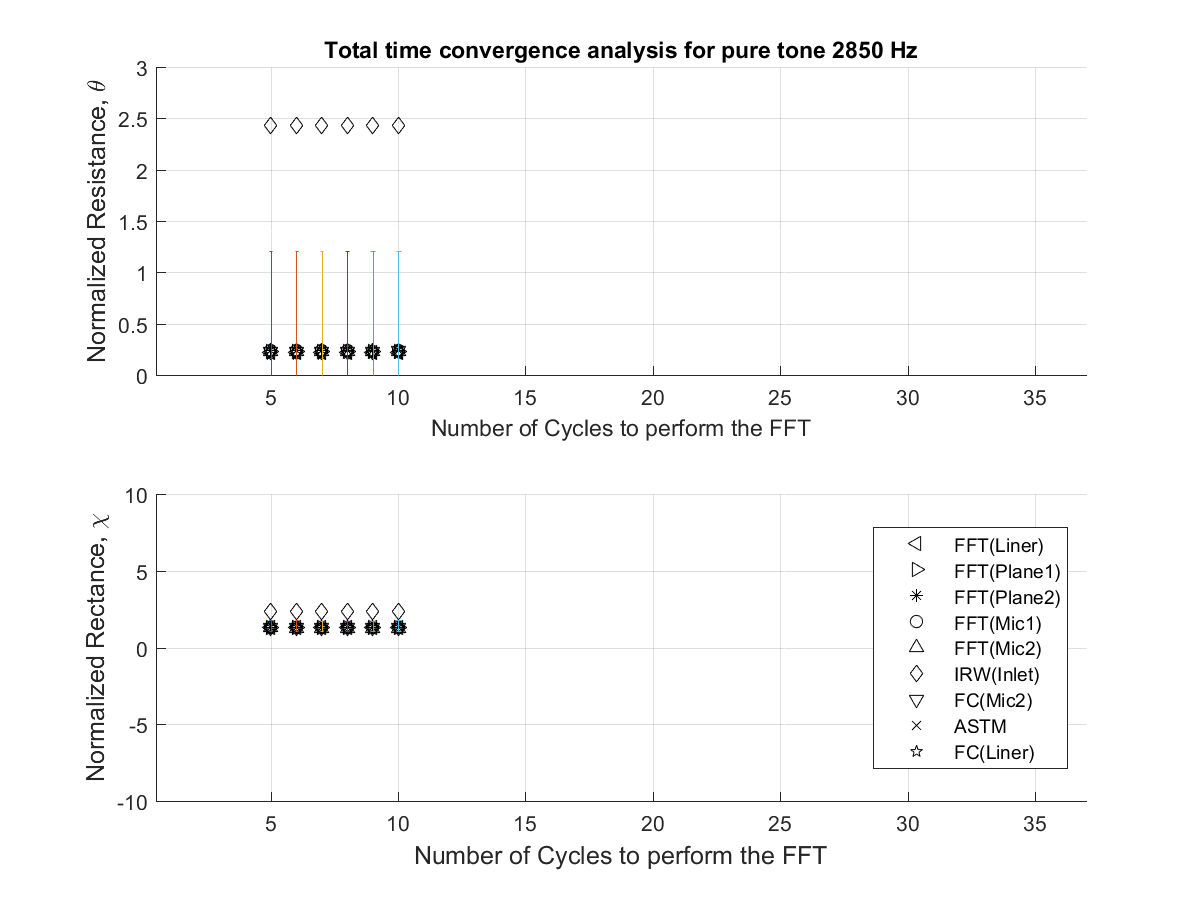 Total time convergence analysis for pure tone 2850 Hz
3
2.5
2
1.5
1
0.5
0
Normalized Resistance, θ
5 10 15 20 25 30 35
Number of Cycles to perform the FFT
10
5
0
-5
-10
Normalized Rectance, χ
FFT(Liner)
FFT(Plane1)
FFT(Plane2)
FFT(Mic1)
FFT(Mic2)
IRW(Inlet)
FC(Mic2)
ASTM
FC(Liner)
5 10 15 20 25 30 35
Number of Cycles to perform the FFT